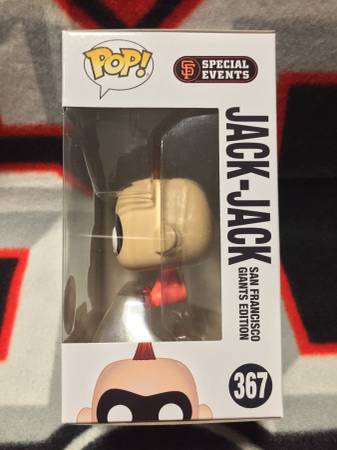 POP!
SF SPECIAL
EVENTS
JACK-JACK
SAN FRANCISCO
GIANTS EDITION
367